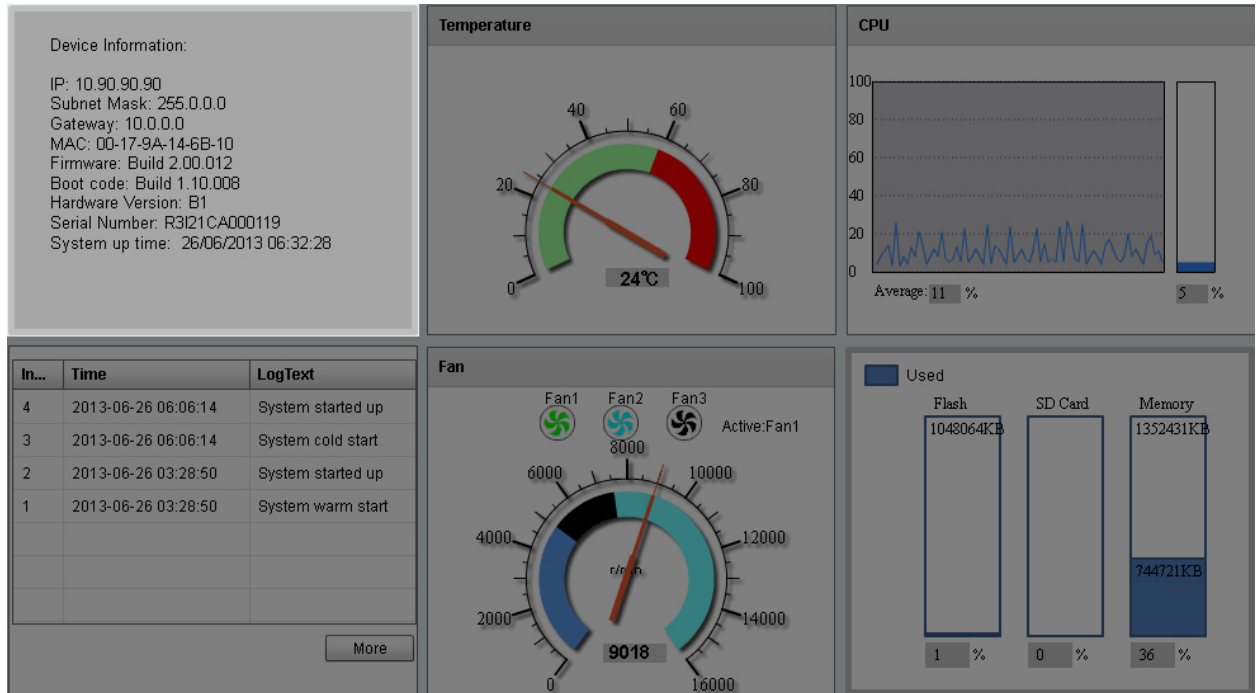 Device Information:
IP: 10.90.90.90
Subnet Mask: 255.0.0.0
Gateway: 10.0.0.0
MAC: 00-17-9A-14-6B-10
Firmware: Build 2.00.012
Boot code: Build 1.10.008
Hardware Version: B1
Serial Number: R3I21CA000119
System up time: 26/06/2013 06:32:28
Temperature
40 60
20 80
0 100
24℃
CPU
100
80
60
40
20
0
Average: 11 %
5 %
In... Time LogText
4 2013-06-26 06:06:14 System started up
3 2013-06-26 06:06:14 System cold start
2 2013-06-26 03:28:50 System started up
1 2013-06-26 03:28:50 System warm start
More
Fan
Fan1 Fan2 Fan3
Active:Fan1
8000
6000 10000
4000 12000
r/min
2000 14000
9018
0 16000
Used
Flash SD Card Memory
1048064KB 1352431KB
744721KB
1 % 0 % 36 %